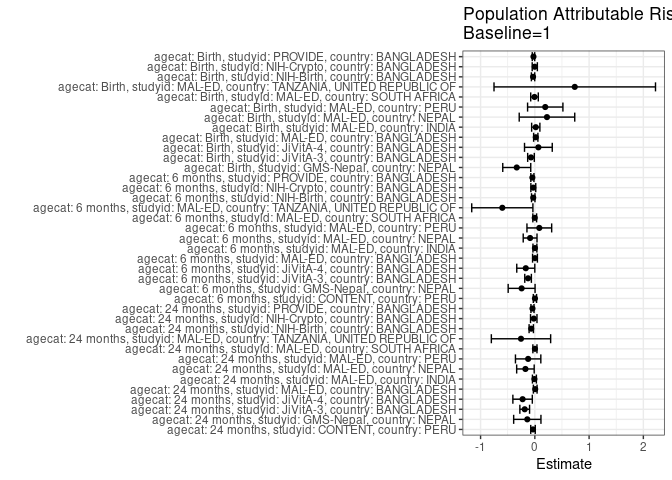 Population Attributable Ris
Baseline=1
agecat: Birth, studyid: PROVIDE, country: BANGLADESH
agecat: Birth, studyid: NIH-Crypto, country: BANGLADESH
agecat: Birth, studyid: NIH-Birth, country: BANGLADESH
agecat: Birth, studyid: MAL-ED, country: TANZANIA, UNITED REPUBLIC OF
agecat: Birth, studyid: MAL-ED, country: SOUTH AFRICA
agecat: Birth, studyid: MAL-ED, country: PERU
agecat: Birth, studyid: MAL-ED, country: NEPAL
agecat: Birth, studyid: MAL-ED, country: INDIA
agecat: Birth, studyid: MAL-ED, country: BANGLADESH
agecat: Birth, studyid: JiVitA-4, country: BANGLADESH
agecat: Birth, studyid: JiVitA-3, country: BANGLADESH
agecat: Birth, studyid: GMS-Nepal, country: NEPAL
agecat: 6 months, studyid: PROVIDE, country: BANGLADESH
agecat: 6 months, studyid: NIH-Crypto, country: BANGLADESH
agecat: 6 months, studyid: NIH-Birth, country: BANGLADESH
agecat: 6 months, studyid: MAL-ED, country: TANZANIA, UNITED REPUBLIC OF
agecat: 6 months, studyid: MAL-ED, country: SOUTH AFRICA
agecat: 6 months, studyid: MAL-ED, country: PERU
agecat: 6 months, studyid: MAL-ED, country: NEPAL
agecat: 6 months, studyid: MAL-ED, country: INDIA
agecat: 6 months, studyid: MAL-ED, country: BANGLADESH
agecat: 6 months, studyid: JiVitA-4, country: BANGLADESH
agecat: 6 months, studyid: JiVitA-3, country: BANGLADESH
agecat: 6 months, studyid: GMS-Nepal, country: NEPAL
agecat: 6 months, studyid: CONTENT, country: PERU
agecat: 24 months, studyid: PROVIDE, country: BANGLADESH
agecat: 24 months, studyid: NIH-Crypto, country: BANGLADESH
agecat: 24 months, studyid: NIH-Birth, country: BANGLADESH
agecat: 24 months, studyid: MAL-ED, country: TANZANIA, UNITED REPUBLIC OF
agecat: 24 months, studyid: MAL-ED, country: SOUTH AFRICA
agecat: 24 months, studyid: MAL-ED, country: PERU
agecat: 24 months, studyid: MAL-ED, country: NEPAL
agecat: 24 months, studyid: MAL-ED, country: INDIA
agecat: 24 months, studyid: MAL-ED, country: BANGLADESH
agecat: 24 months, studyid: JiVitA-4, country: BANGLADESH
agecat: 24 months, studyid: JiVitA-3, country: BANGLADESH
agecat: 24 months, studyid: GMS-Nepal, country: NEPAL
agecat: 24 months, studyid: CONTENT, country: PERU
-1 0 1 2
Estimate